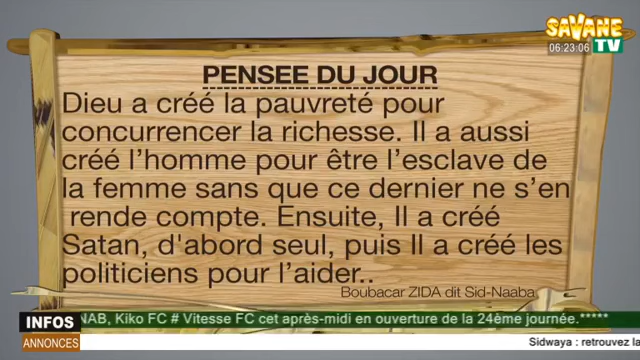 SAVANE
TV
06:23:06
PENSEE DU JOUR
Dieu a créé la pauvreté pour
concurrencer la richesse. Il a aussi
créé l’homme pour être l’esclave de
la femme sans que ce dernier ne s’en
rende compte. Ensuite, Il a créé
Satan, d'abord seul, puis Il a créé les
politiciens pour l’aider..
Boubacar ZIDA dit Sid-Naaba
INFOS
NAB, Kiko FC # Vitesse FC cet après-midi en ouverture de la 24ème journée.*****
ANNONCES
Sidwaya : retrouvez la